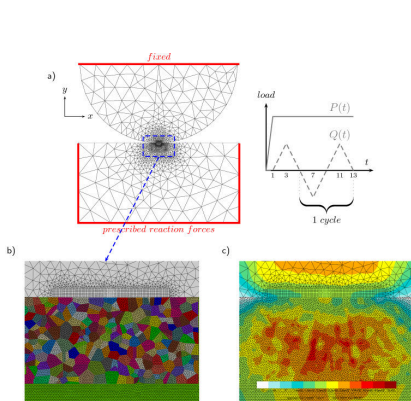 fixed
a)
y
x
prescribed reaction forces
load
P(t)
Q(t)
t
1 3 7 11 13
1 cycle
b)
c)